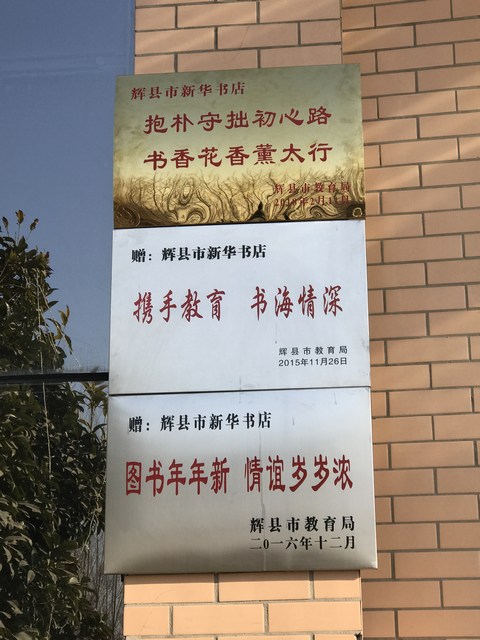 辉县市新华书店
抱朴守拙初心路
书香花香薰太行
辉县市教育局
赠：辉县市新华书店
携手教育 书海情深
辉县市教育局
2015年11月26日
赠：辉县市新华书店
图书年年新 情谊岁岁浓
辉县市教育局
二0一六年十二月